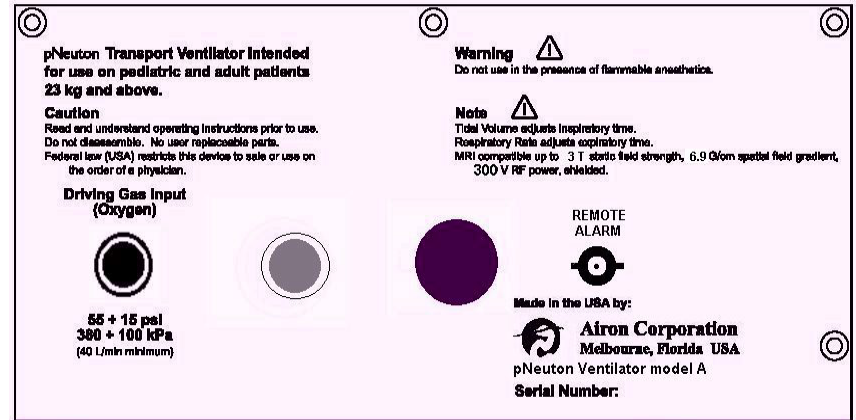 pNeuton Transport Ventilator Intended
for use on pediatric and adult patients
23 kg and above.
Caution
Read and understand operating instructions prior to use.
Do not disassemble. No user replaceable parts.
Federal law (USA) restricts this device to sale or use on
the order of a physician.
Driving Gas Input
(Oxygen)
55 + 15 psi
380 + 100 kPa
(40 L/min minimum)
Warning
Do not use in the presence of flammable anesthetics.
Note
Tidal Volume adjusts inspiratory time.
Respiratory Rate adjusts expiratory time.
MRI compatible up to 3 T static field strength, 6.9 G/cm spatial field gradient,
300 V RF power, shielded.
REMOTE
ALARM
Made in the USA by:
Airon Corporation
Melbourne, Florida USA
pNeuton Ventilator model A
Serial Number: